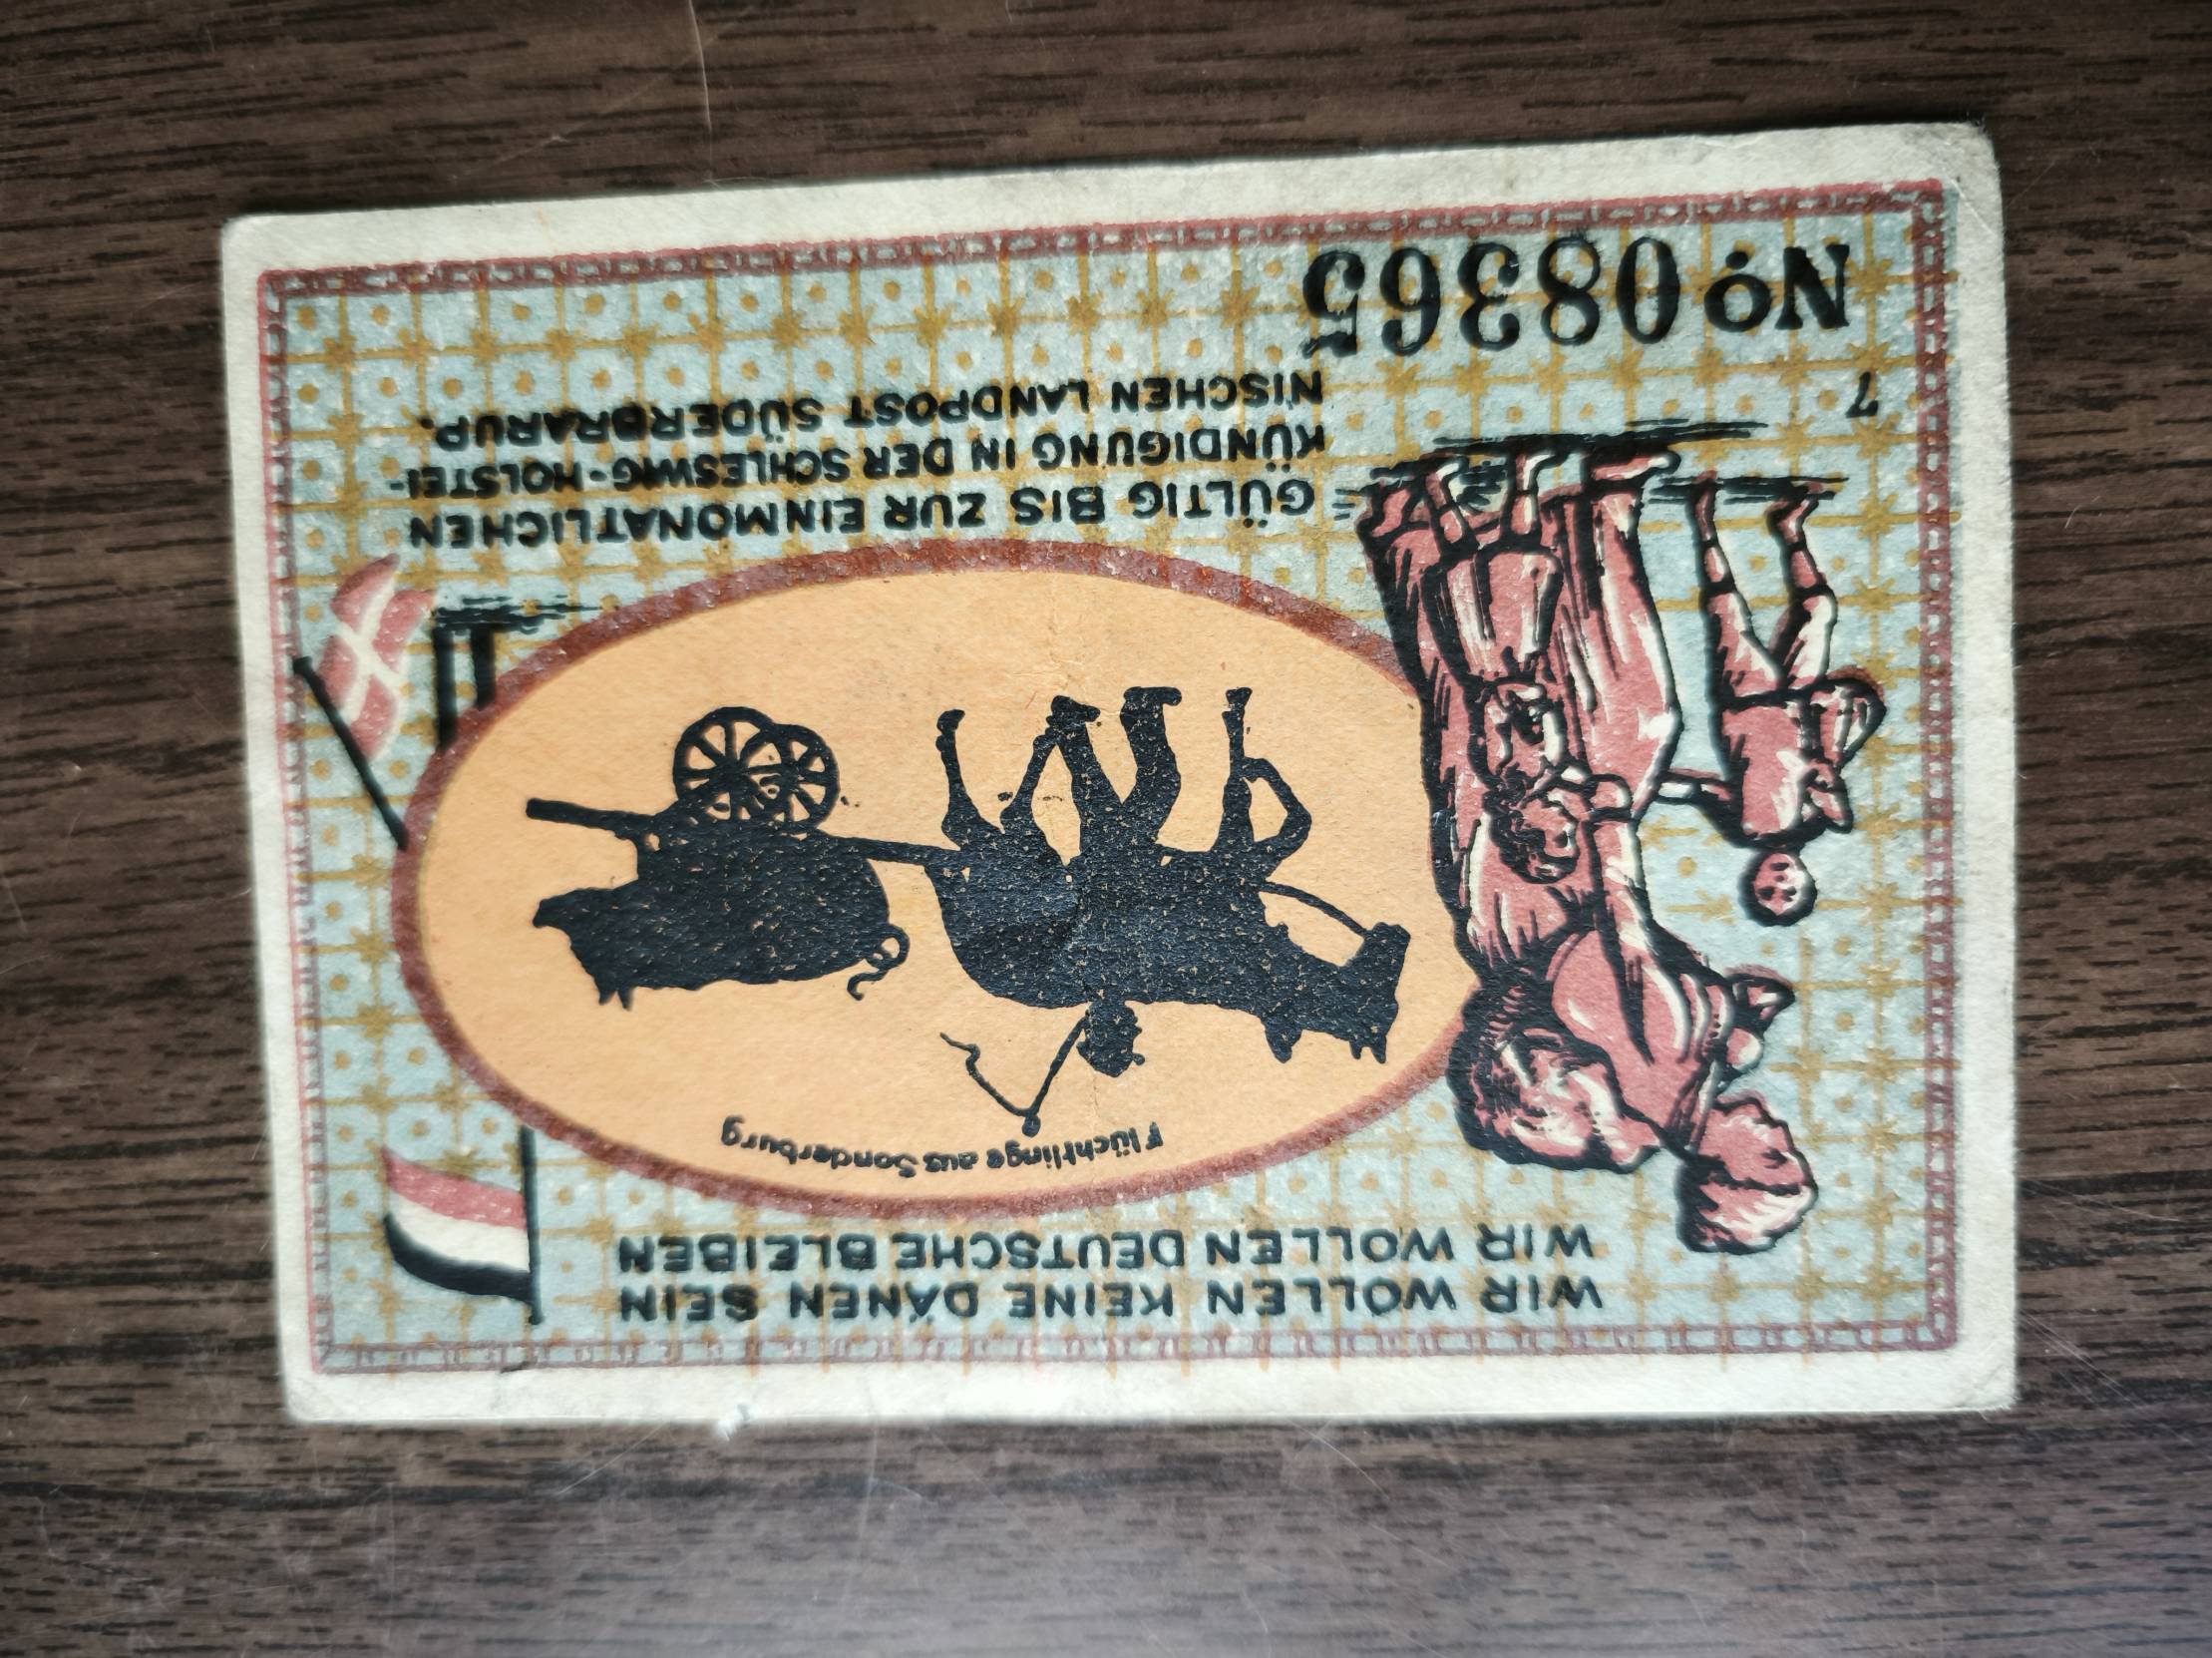 WIR WOLLEN KEINE DÄNEN SEIN
WIR WOLLEN DEUTSCHE BLEIBEN
Flüchtlinge aus Sonderburg
GÜLTIG BIS ZUR EINMONATLICHEN
KÜNDIGUNG IN DER SCHLESWIG-HOLSTEI-
NISCHEN LANDPOST SÜDERBRARUP.
7
No 08365